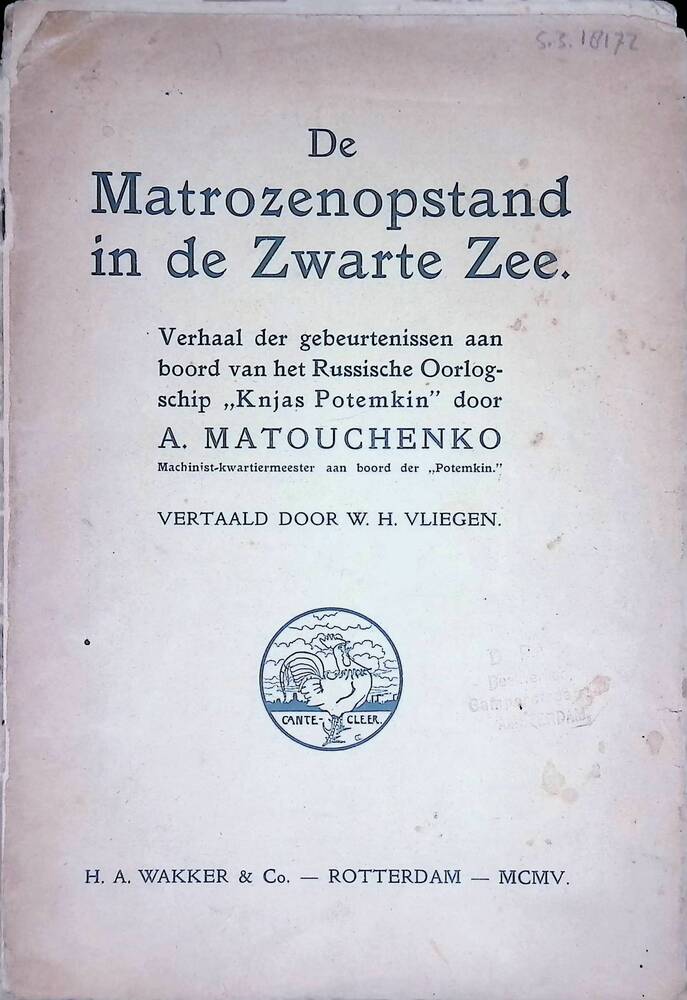 S.S. 18172
De
Matrozenopstand
in de Zwarte Zee.
Verhaal der gebeurtenissen aan
boord van het Russische Oorlog-
schip „Knjas Potemkin” door
A. MATOUCHENKO
Machinist-kwartiermeester aan boord der „Potemkin.”
VERTAALD DOOR W. H. VLIEGEN.
CANTE- CLEER.
AMSTERDAM
H. A. WAKKER & Co. — ROTTERDAM — MCMV.